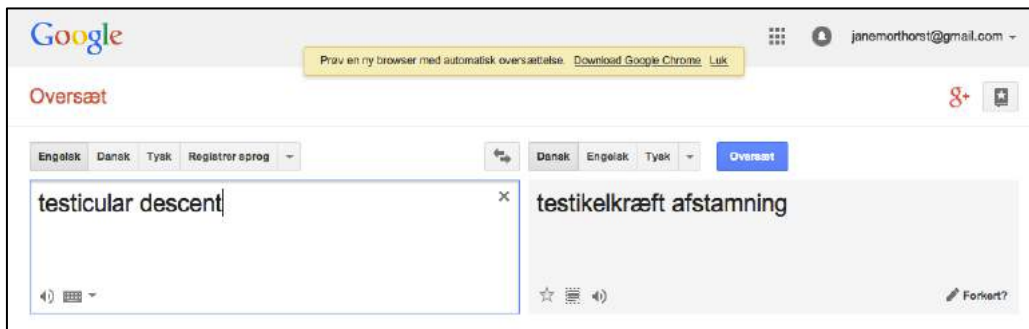 Google
janemorthorst@gmail.com
Prøv en ny browser med automatisk oversættelse. Download Google Chrome Luk
Oversæt
g+
Engelsk Dansk Tysk Registrer sprog
Dansk Engelsk Tysk Oversæt
testicular descent
testikelkræft afstamning
Forkert?